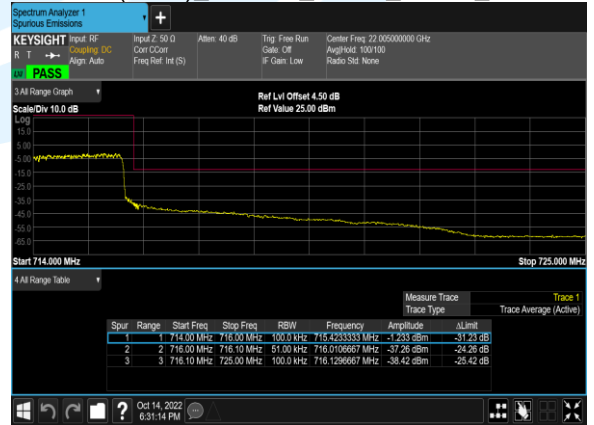 Spectrum Analyzer 1
Spurious Emissions
+
KEYSIGHT Input: RF Input Z: 50 Ω Atten: 40 dB Trig: Free Run Center Freq: 22.005000000 GHz
R T Coupling: DC Corr CCorr Gate: Off Avg|Hold: 100/100
Align: Auto Freq Ref: Int (S) IF Gain: Low Radio Std: None
PASS
3 All Range Graph
Ref Lvl Offset 4.50 dB
Scale/Div 10.0 dB Ref Value 25.00 dBm
Log
15.0
5.00
-5.00
-15.0
-25.0
-35.0
-45.0
-55.0
-65.0
Start 714.000 MHz Stop 725.000 MHz
4 All Range Table
Measure Trace Trace 1
Trace Type Trace Average (Active)
Spur Range Start Freq Stop Freq RBW Frequency Amplitude ΔLimit
1 1 714.00 MHz 716.00 MHz 100.0 kHz 715.4233333 MHz -1.233 dBm -31.23 dB
2 2 716.00 MHz 716.10 MHz 51.00 kHz 716.0106667 MHz -37.26 dBm -24.26 dB
3 3 716.10 MHz 725.00 MHz 100.0 kHz 716.1296667 MHz -38.42 dBm -25.42 dB
?
Oct 14, 2022
6:31:14 PM